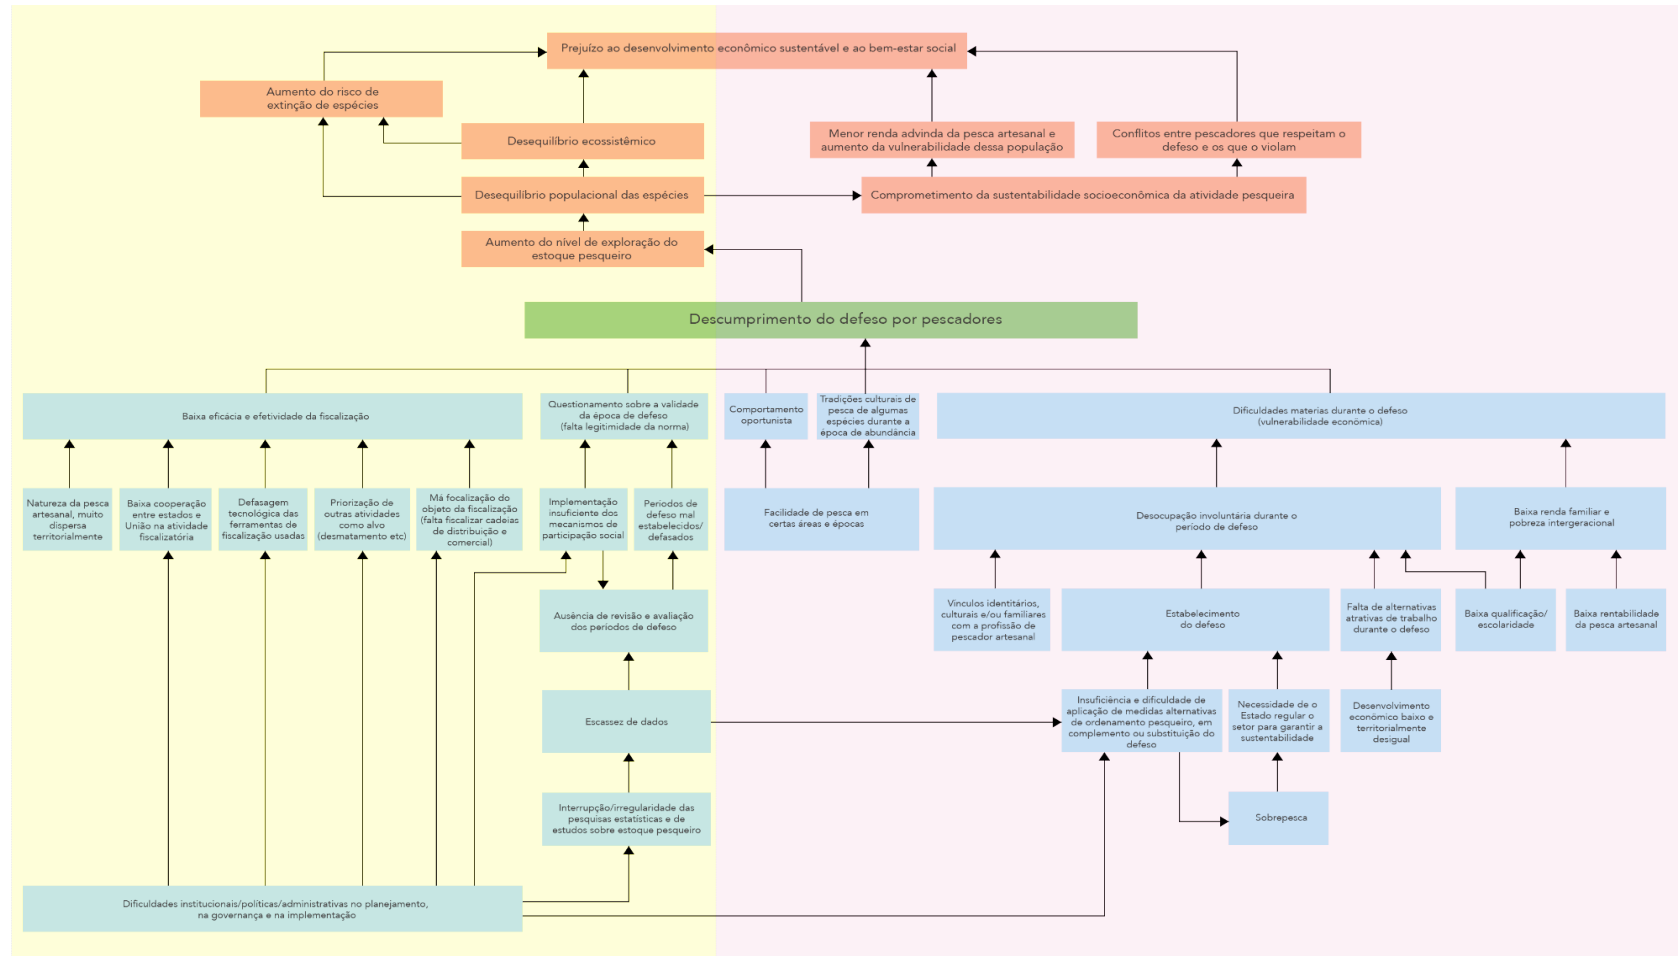 Prejuízo ao desenvolvimento econômico sustentável e ao bem-estar social
Aumento do risco de
extinção de espécies
Desequilíbrio ecossistêmico
Menor renda advinda da pesca artesanal e
aumento da vulnerabilidade dessa população
Conflitos entre pescadores que respeitam o
defeso e os que o violam
Desequilíbrio populacional das espécies
Comprometimento da sustentabilidade socioeconômica da atividade pesqueira
Aumento do nível de exploração do
estoque pesqueiro
Descumprimento do defeso por pescadores
Baixa eficácia e efetividade da fiscalização
Questionamento sobre a validade
da época de defeso
(falta legitimidade da norma)
Comportamento
oportunista
Tradições culturais de
pesca de algumas
espécies durante a
época de abundância
Dificuldades materias durante o defeso
(vulnerabilidade econômica)
Natureza da pesca
artesanal, muito
dispersa
territorialmente
Baixa cooperação
entre estados e
União na atividade
fiscalizatória
Defasagem
tecnológica das
ferramentas de
fiscalização usadas
Priorização de
outras atividades
como alvo
(desmatamento etc)
Má focalização do
objeto da fiscalização
(falta fiscalizar cadeias
de distribuição e
comercial)
Implementação
insuficiente dos
mecanismos de
participação social
Períodos de
defeso mal
estabelecidos/
defasados
Facilidade de pesca em
certas áreas e épocas
Desocupação involuntária durante o
período de defeso
Baixa renda familiar e
pobreza intergeracional
Ausência de revisão e avaliação
dos períodos de defeso
Vínculos identitários,
culturais e/ou familiares
com a profissão de
pescador artesanal
Estabelecimento
do defeso
Falta de alternativas
atrativas de trabalho
durante o defeso
Baixa qualificação/
escolaridade
Baixa rentabilidade
da pesca artesanal
Escassez de dados
Insuficiência e dificuldade de
aplicação de medidas alternativas
de ordenamento pesqueiro, em
complemento ou substituição do
defeso
Necessidade de o
Estado regular o
setor para garantir a
sustentabilidade
Desenvolvimento
econômico baixo e
territorialmente
desigual
Interrupção/irregularidade das
pesquisas estatísticas e de
estudos sobre estoque pesqueiro
Sobrepesca
Dificuldades institucionais/políticas/administrativas no planejamento,
na governança e na implementação